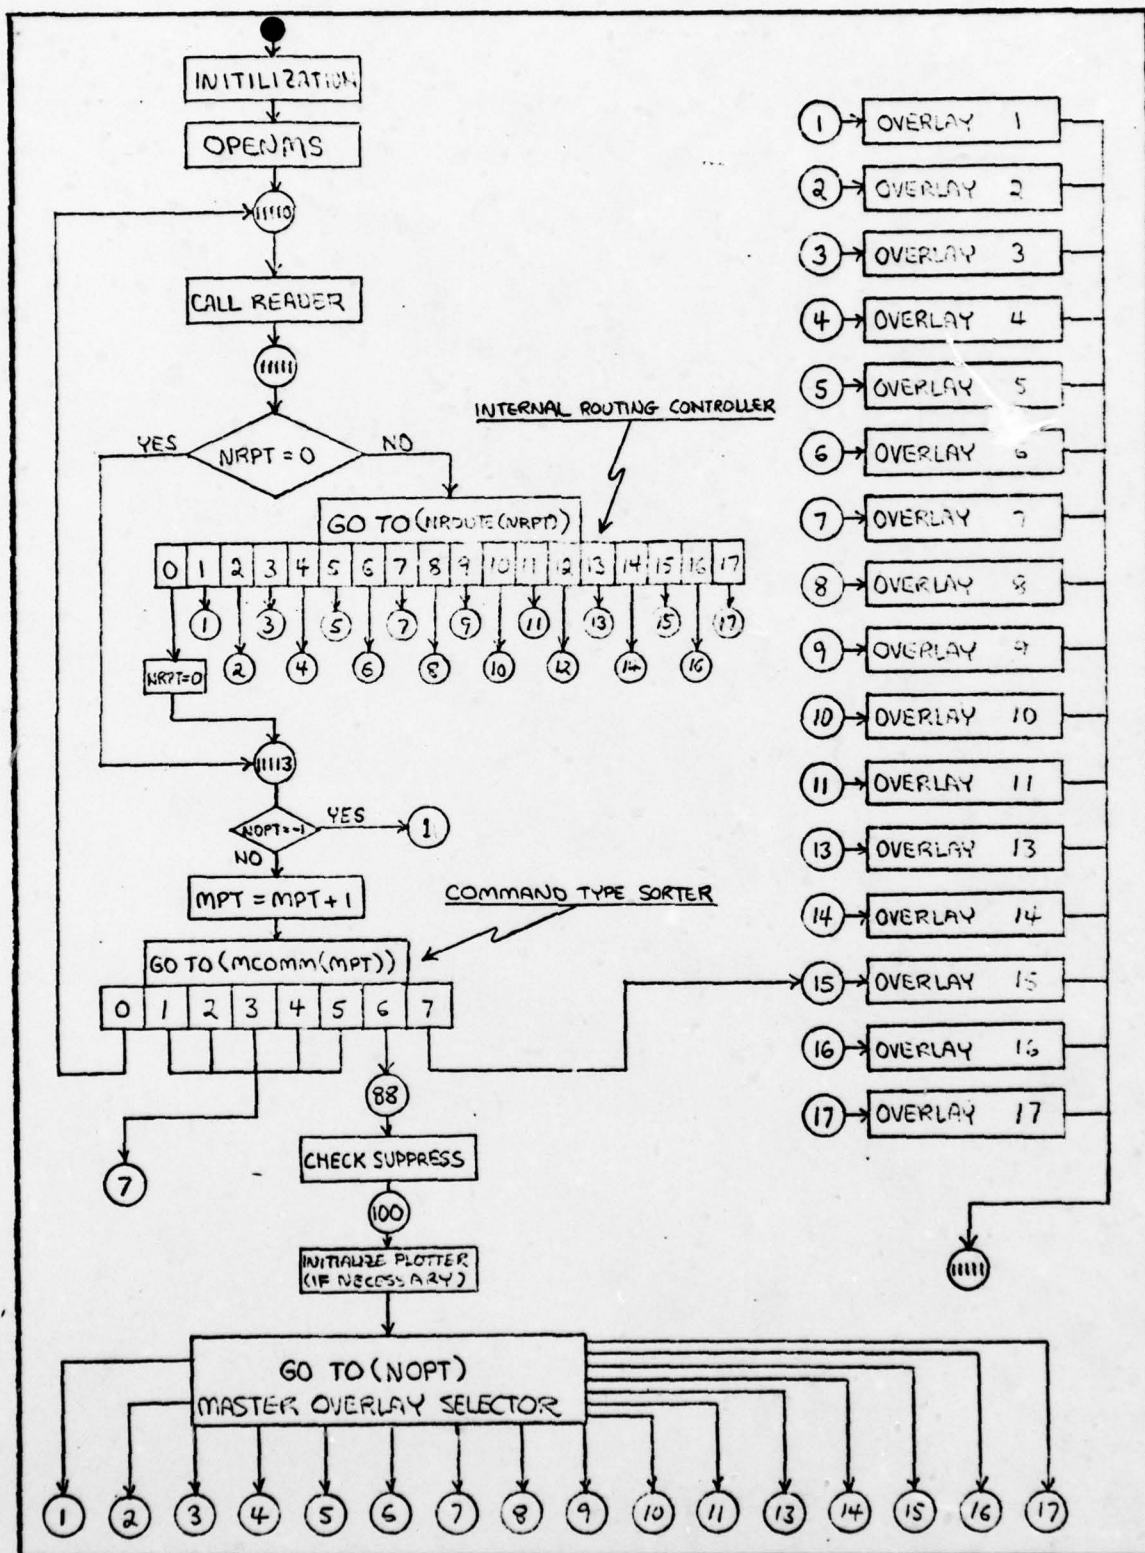 INITILIZATION
OPENMS
11110
CALL READER
11111
NRPT = 0
YES
NO
INTERNAL ROUTING CONTROLLER
GO TO (NROUTE(NRPT))
0 1 2 3 4 5 6 7 8 9 10 11 12 13 14 15 16 17
1 3 5 7 9 11 13 15 17
2 4 6 8 10 12 14 16
NRPT=0
11113
NOPT=-1
YES
1
NO
MPT = MPT + 1
COMMAND TYPE SORTER
GO TO (MCOMM(MPT))
0 1 2 3 4 5 6 7
88
7
CHECK SUPPRESS
100
INITIALIZE PLOTTER
(IF NECESSARY)
GO TO (NOPT)
MASTER OVERLAY SELECTOR
1 2 3 4 5 6 7 8 9 10 11 13 14 15 16 17
1 OVERLAY 1
2 OVERLAY 2
3 OVERLAY 3
4 OVERLAY 4
5 OVERLAY 5
6 OVERLAY 6
7 OVERLAY 7
8 OVERLAY 8
9 OVERLAY 9
10 OVERLAY 10
11 OVERLAY 11
13 OVERLAY 13
14 OVERLAY 14
15 OVERLAY 15
16 OVERLAY 16
17 OVERLAY 17
11111